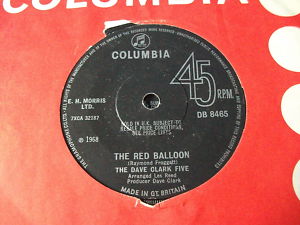 COLUMBIA
COLUMBIA
E. H. MORRIS
LTD.
7XCA 32187
45 RPM.
DB 8465
SOLD IN U.K. SUBJECT TO
RESALE PRICE CONDITIONS,
SEE PRICE LISTS
℗ 1968
THE RED BALLOON
(Raymond Froggatt)
THE DAVE CLARK FIVE
Arranged Les Reed
Producer Dave Clark
MADE IN GT. BRITAIN